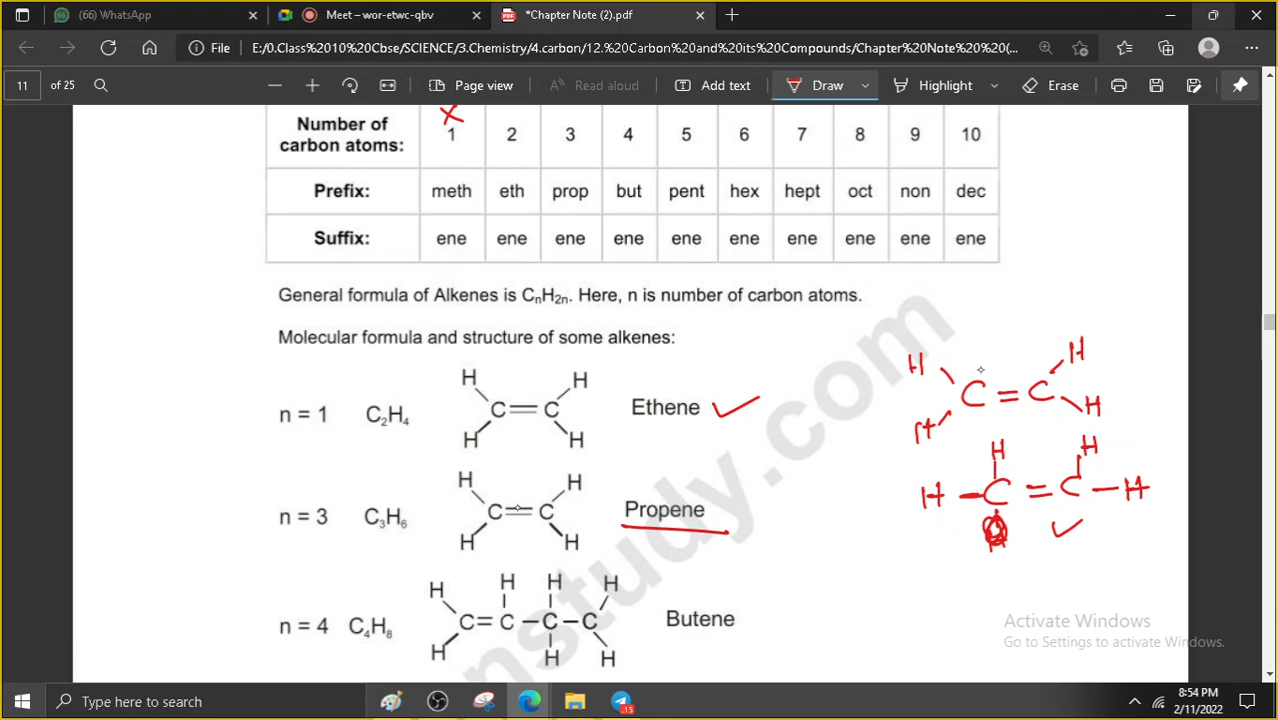 (66) WhatsApp
Meet – wor-etwc-qbv
*Chapter Note (2).pdf
File E:/0.Class%2010%20Cbse/SCIENCE/3.Chemistry/4.carbon/12.%20Carbon%20and%20its%20Compounds/Chapter%20Note%20%20(...
11 of 25 Page view Read aloud Add text Draw Highlight Erase
X
Number of carbon atoms: 1 2 3 4 5 6 7 8 9 10
Prefix: meth eth prop but pent hex hept oct non dec
Suffix: ene ene ene ene ene ene ene ene ene ene
General formula of Alkenes is CₙH₂ₙ. Here, n is number of carbon atoms.
Molecular formula and structure of some alkenes:
H H
n = 1 C₂H₄ C=C Ethene
H H
H H
n = 3 C₃H₆ C=C Propene
H H
H H H H
n = 4 C₄H₈ C=C–C–C Butene
H H H
H H
C=C
H H
H H
H–C=C–H
nstudy.com
Activate Windows
Go to Settings to activate Windows.
Type here to search
15
8:54 PM
2/11/2022